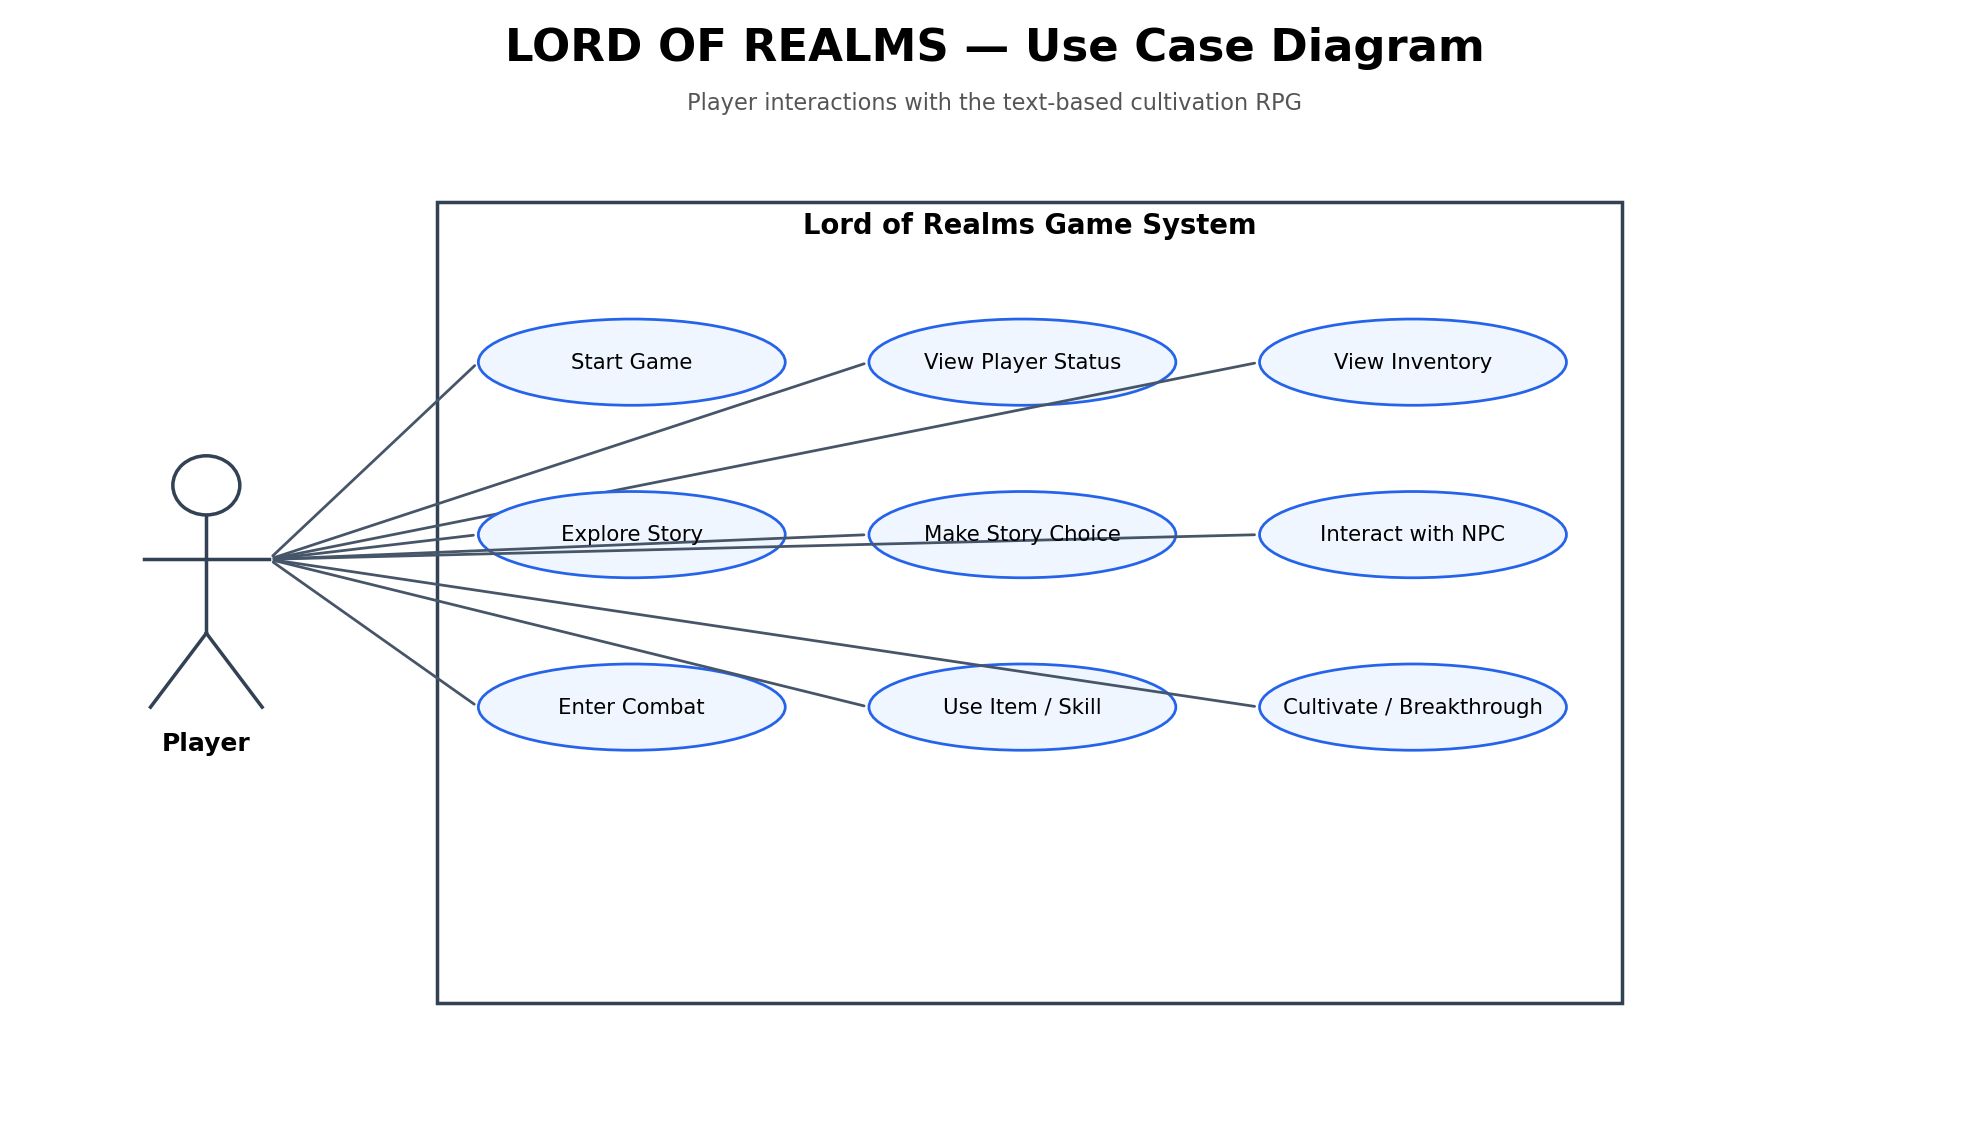 LORD OF REALMS — Use Case Diagram
Player interactions with the text-based cultivation RPG
Lord of Realms Game System
Start Game
View Player Status
View Inventory
Explore Story
Make Story Choice
Interact with NPC
Enter Combat
Use Item / Skill
Cultivate / Breakthrough
Player